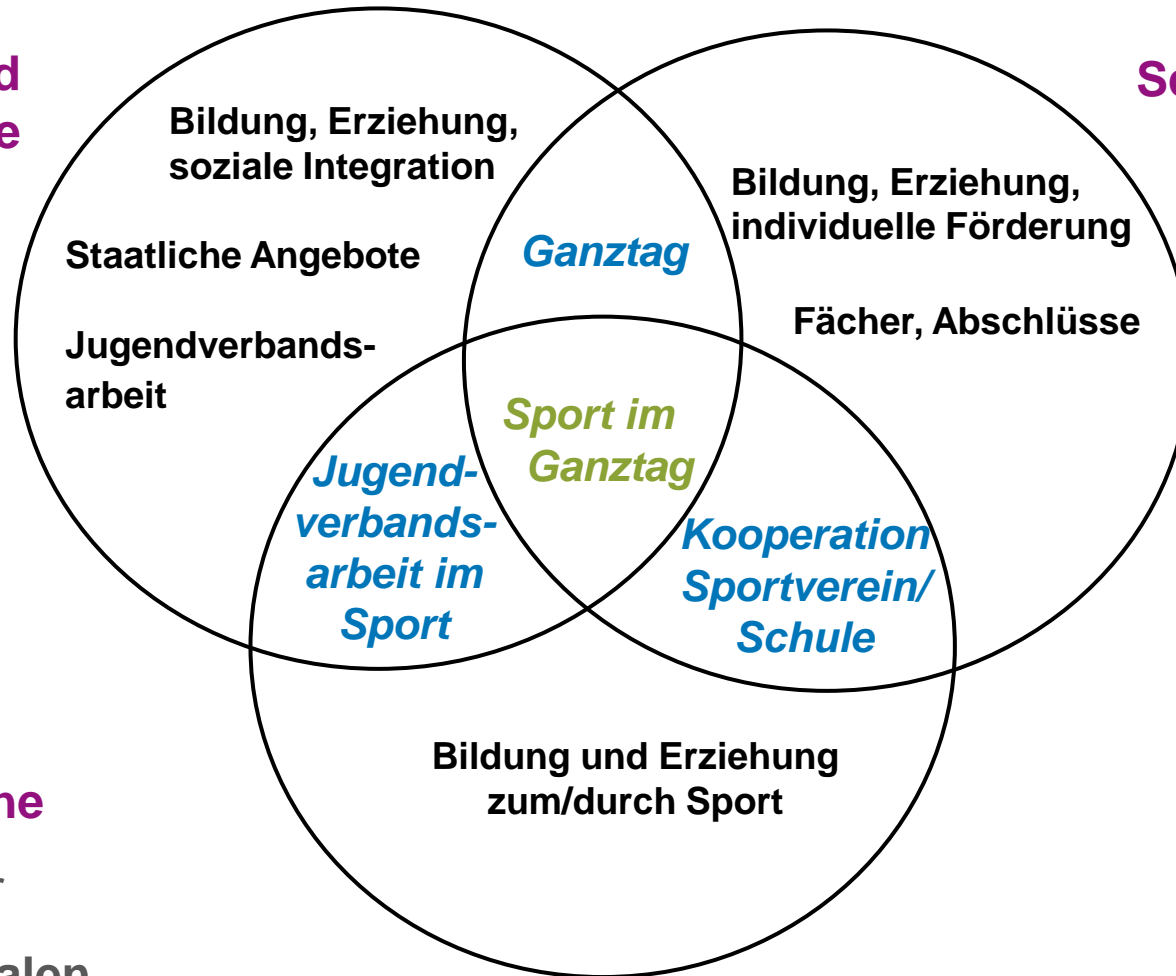 Bildung, Erziehung,
soziale Integration
Staatliche Angebote
Jugendverbands-
arbeit
Ganztag
Bildung, Erziehung,
individuelle Förderung
Fächer, Abschlüsse
Sport im
Ganztag
Jugend-
verbands-
arbeit im
Sport
Kooperation
Sportverein/
Schule
Bildung und Erziehung
zum/durch Sport